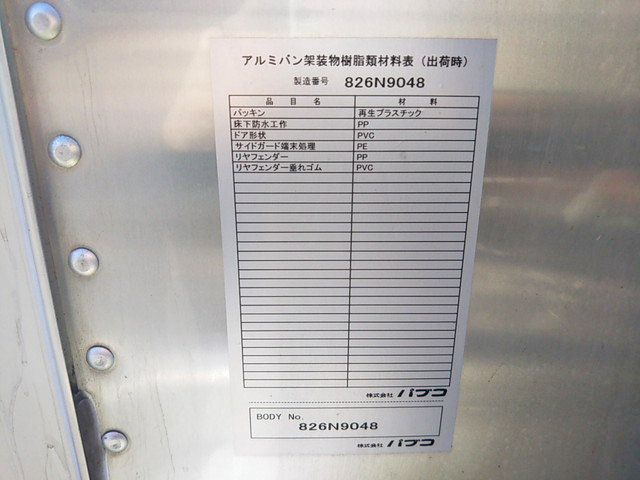 アルミバン架装物樹脂類材料表（出荷時）
製造番号 826N9048
品目名 材料
パッキン 再生プラスチック
床下防水工作 PP
ドア形状 PVC
サイドガード端末処理 PE
リヤフェンダー PP
リヤフェンダー垂れゴム PVC
株式会社 パブコ
BODY No.
826N9048
株式会社 パブコ